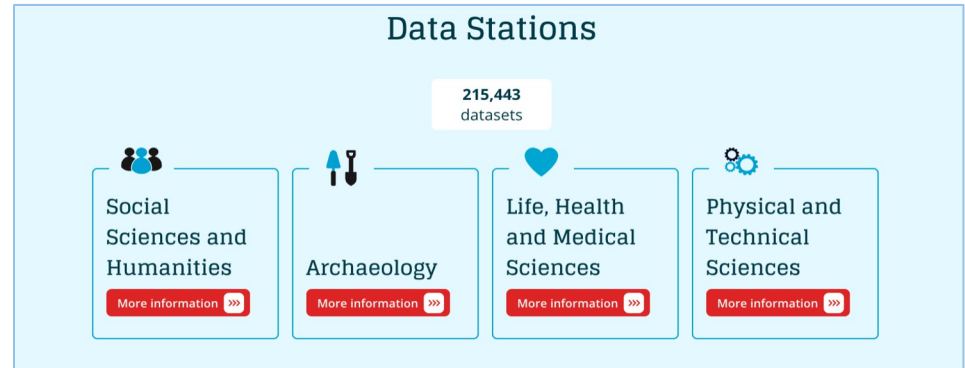 Data Stations
215,443
datasets
Social
Sciences and
Humanities
More information
Archaeology
More information
Life, Health
and Medical
Sciences
More information
Physical and
Technical
Sciences
More information